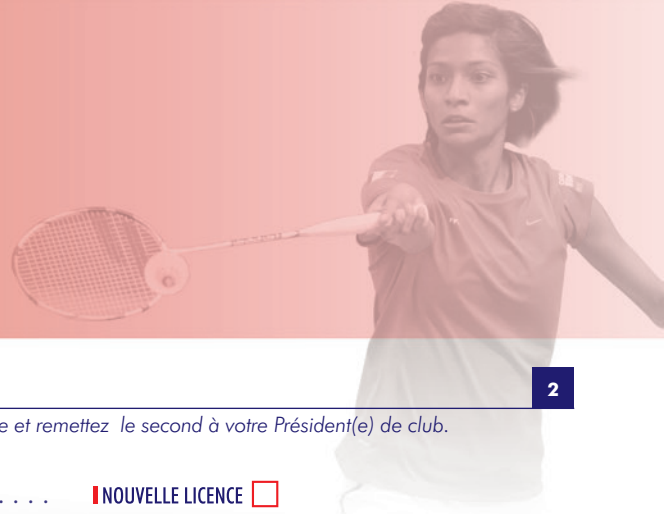 2
e et remettez le second à votre Président(e) de club.
. . . . NOUVELLE LICENCE